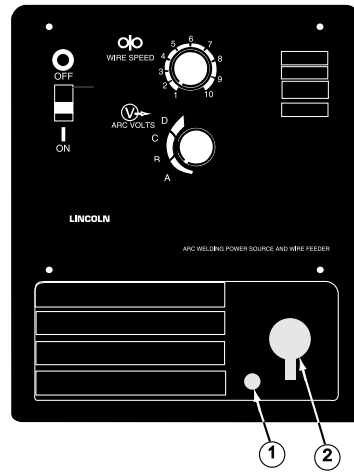 WIRE SPEED
OFF
1 2 3 4 5 6 7 8 9 10
V
ARC VOLTS
ON
A B C D
LINCOLN
ARC WELDING POWER SOURCE AND WIRE FEEDER
1 2